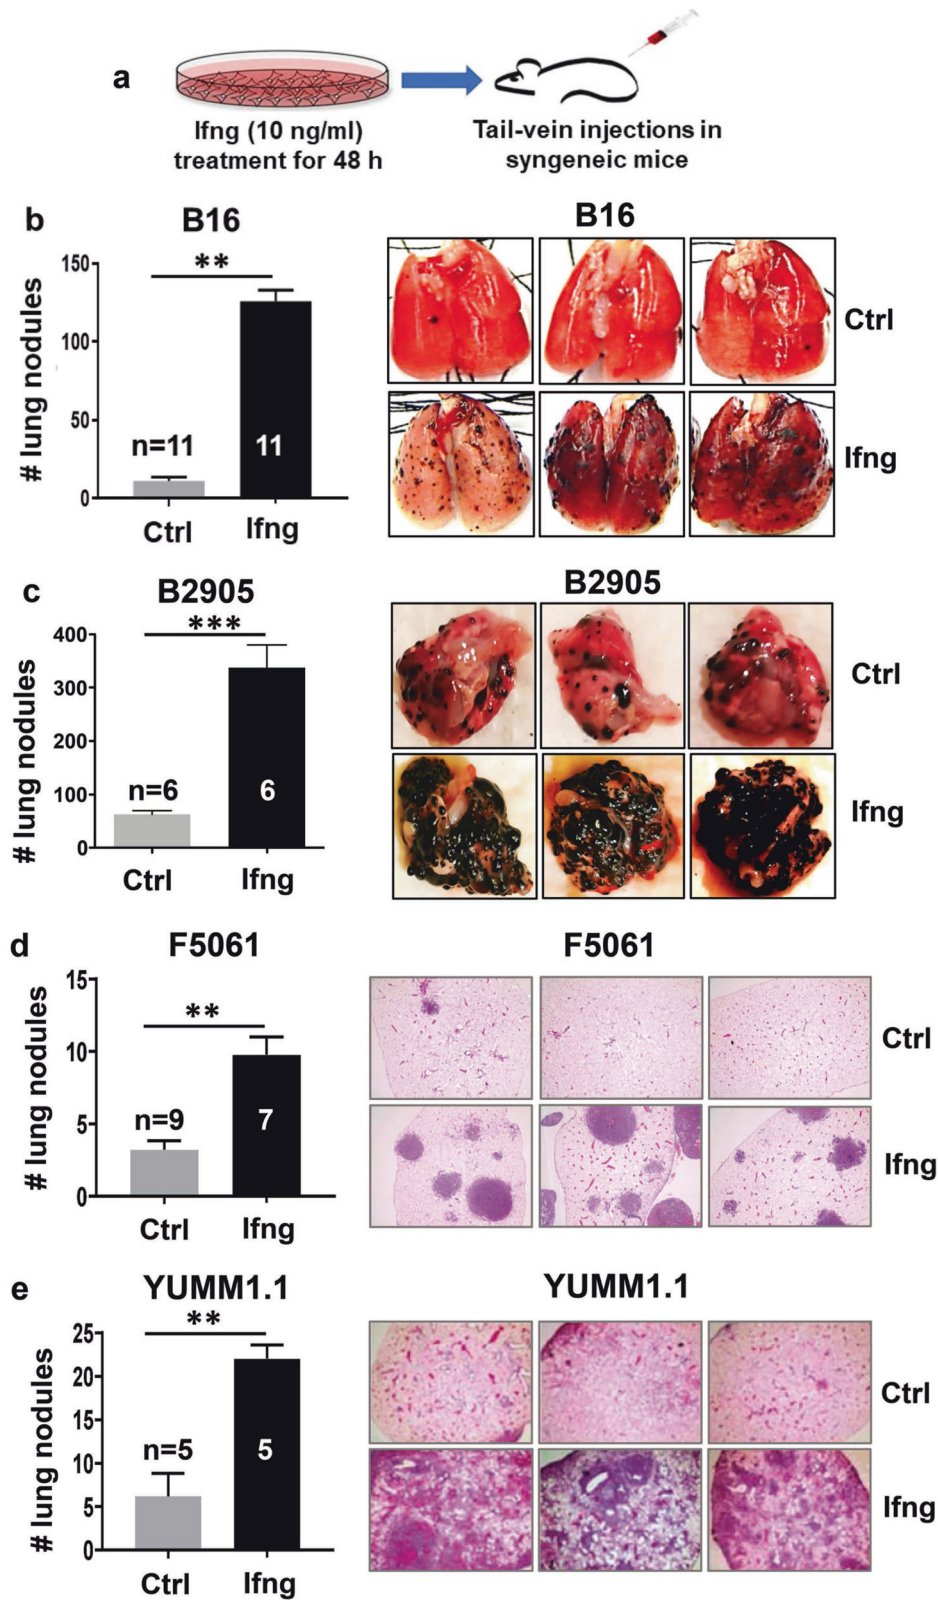 a
Ifng (10 ng/ml)
treatment for 48 h
Tail-vein injections in
syngeneic mice
b
B16
B16
# lung nodules
150
100
50
0
**
n=11
11
Ctrl
Ifng
Ctrl
Ifng
c
B2905
B2905
# lung nodules
400
300
200
100
0
***
n=6
6
Ctrl
Ifng
Ctrl
Ifng
d
F5061
F5061
# lung nodules
15
10
5
0
**
n=9
7
Ctrl
Ifng
Ctrl
Ifng
e
YUMM1.1
YUMM1.1
# lung nodules
25
20
15
10
5
0
**
n=5
5
Ctrl
Ifng
Ctrl
Ifng